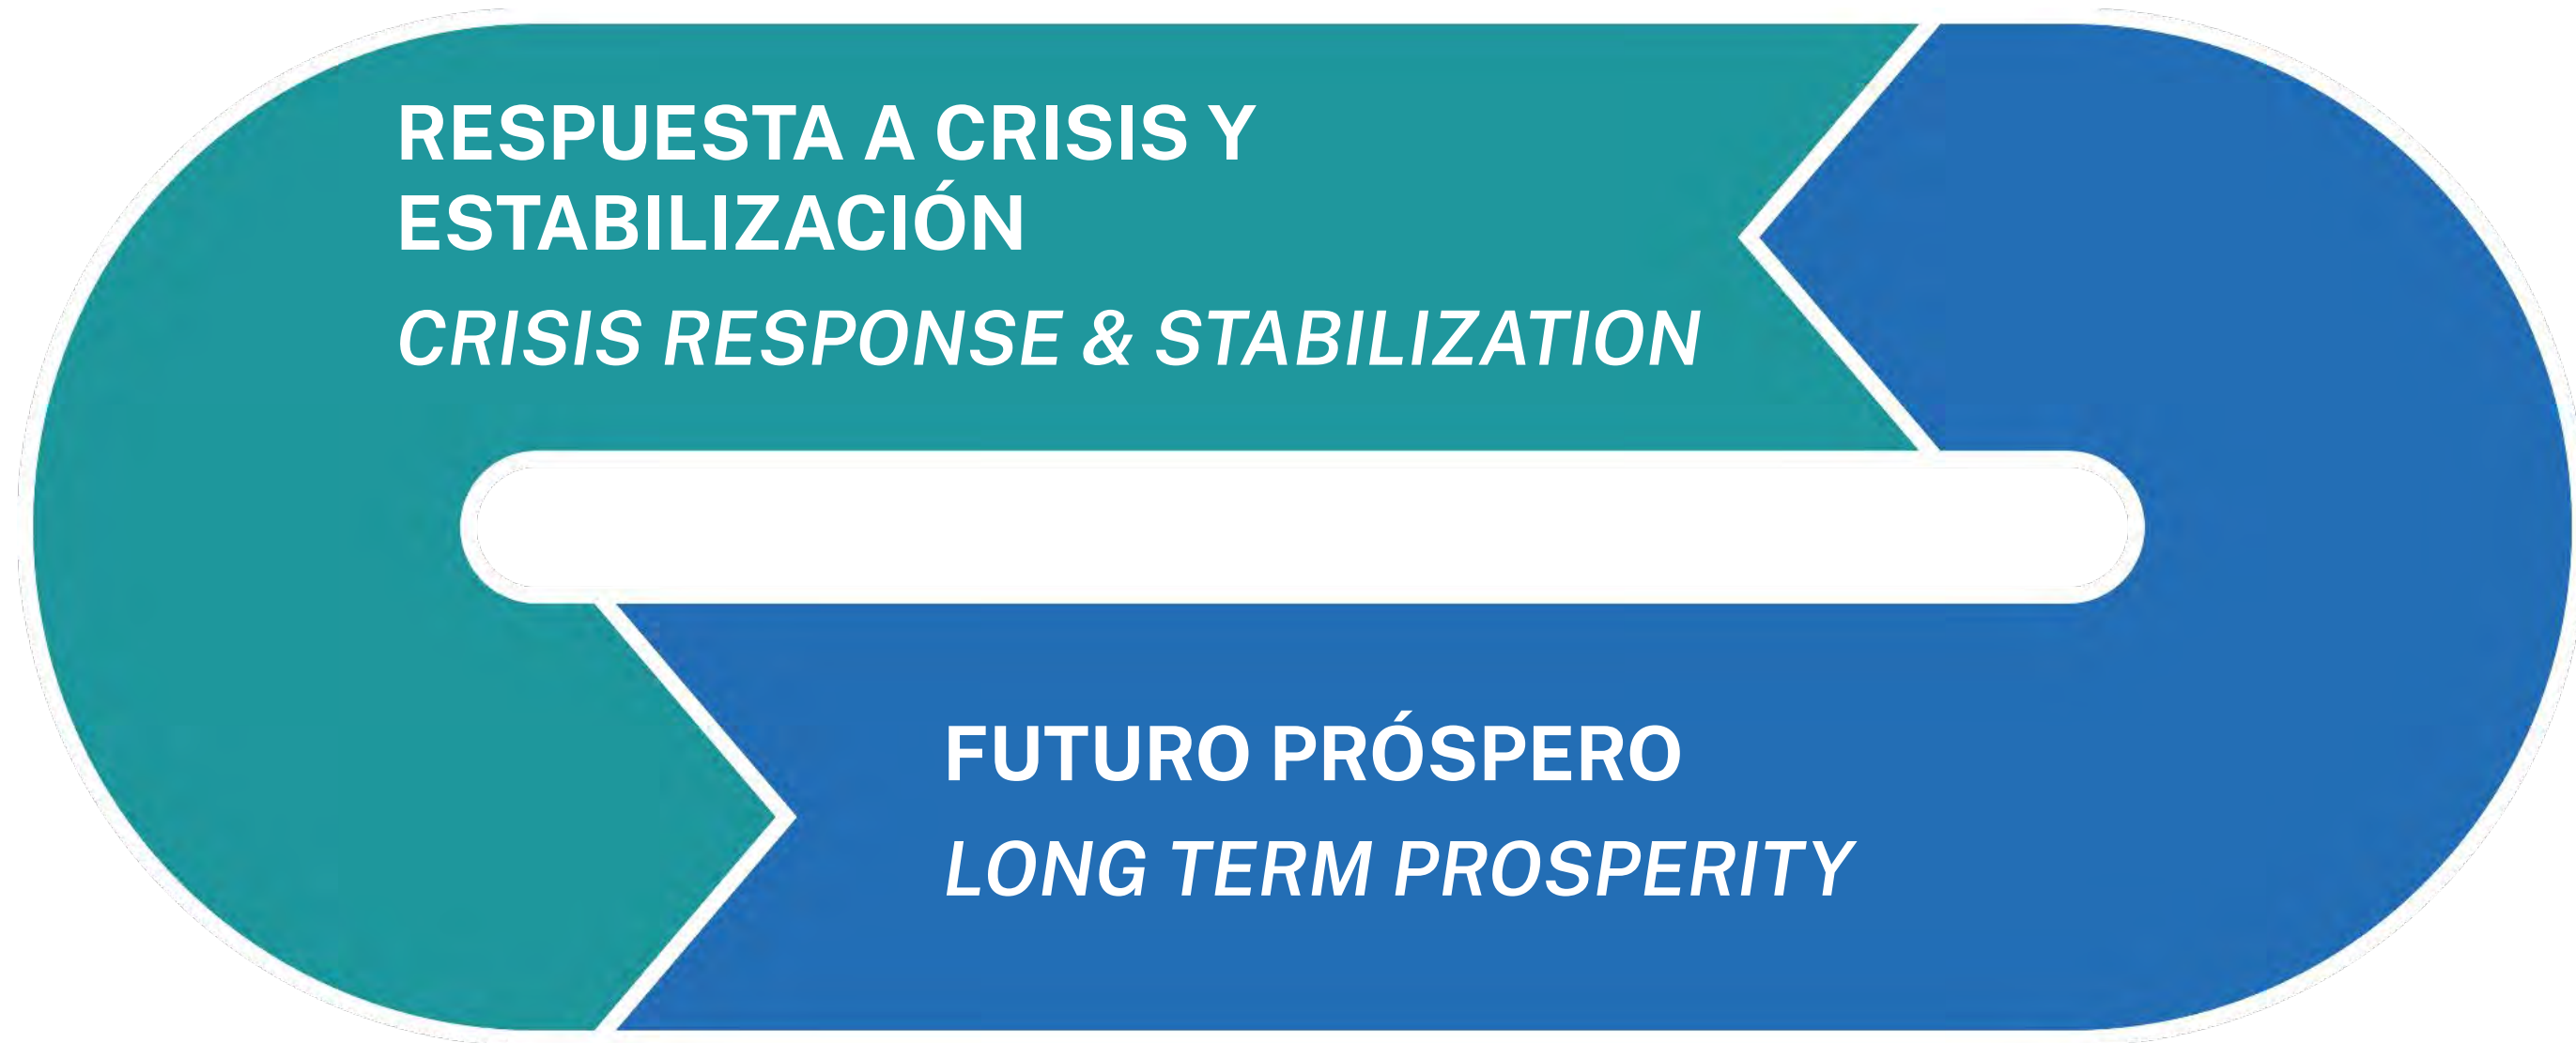 RESPUESTA A CRISIS Y
ESTABILIZACIÓN
CRISIS RESPONSE & STABILIZATION
FUTURO PRÓSPERO
LONG TERM PROSPERITY